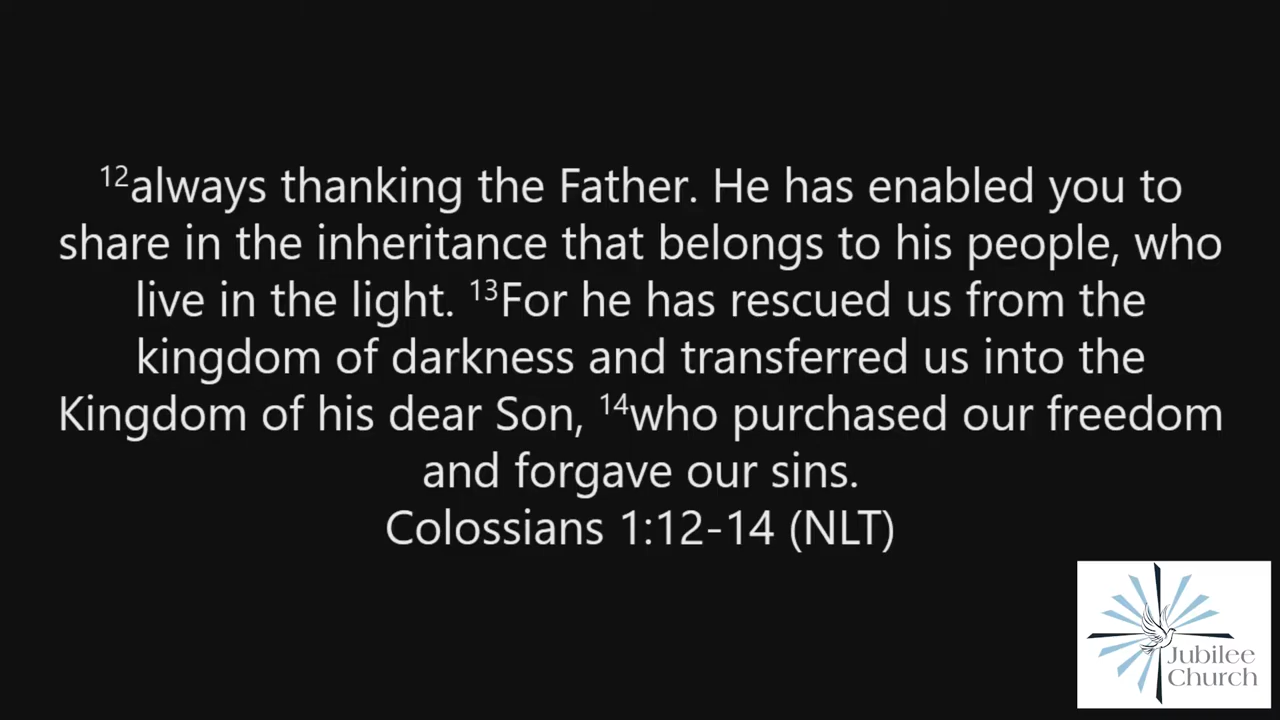 ¹²always thanking the Father. He has enabled you to
share in the inheritance that belongs to his people, who
live in the light. ¹³For he has rescued us from the
kingdom of darkness and transferred us into the
Kingdom of his dear Son, ¹⁴who purchased our freedom
and forgave our sins.
Colossians 1:12-14 (NLT)
Jubilee
Church